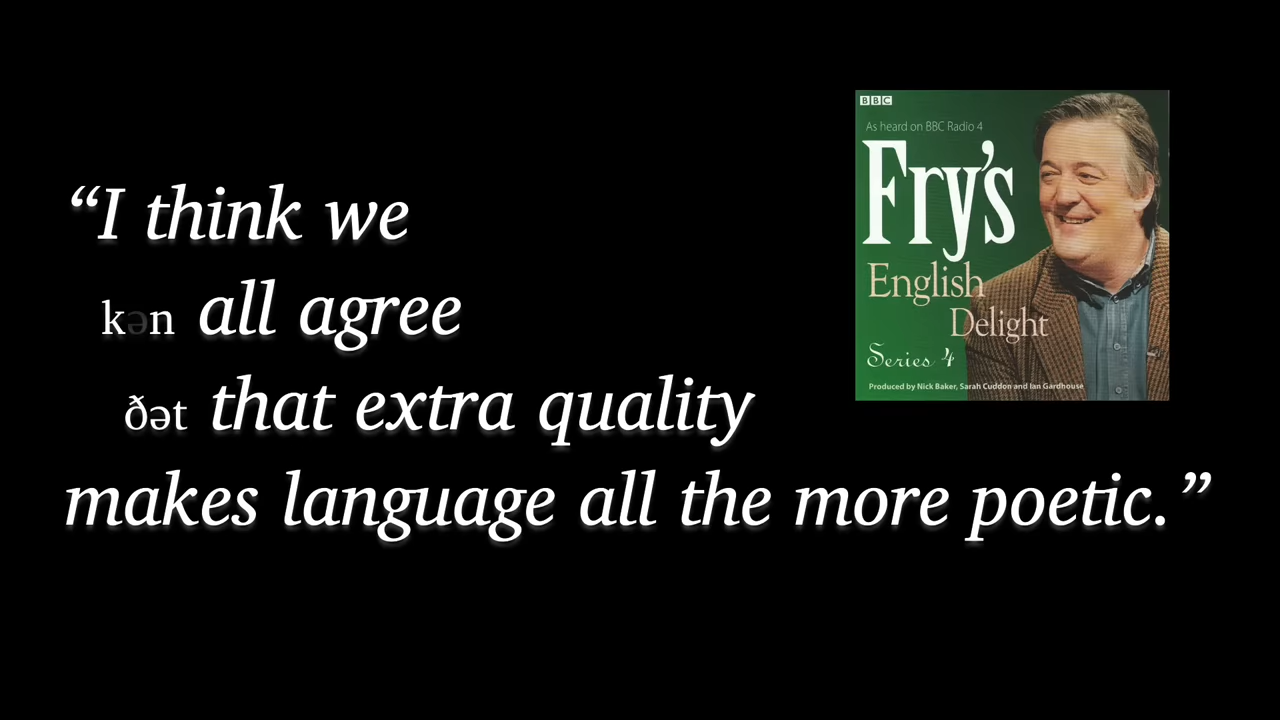 “I think we
kən all agree
ðət that extra quality
makes language all the more poetic.”
BBC
As heard on BBC Radio 4
Fry's
English
Delight
Series 4
Produced by Nick Baker, Sarah Cuddon and Ian Gardhouse